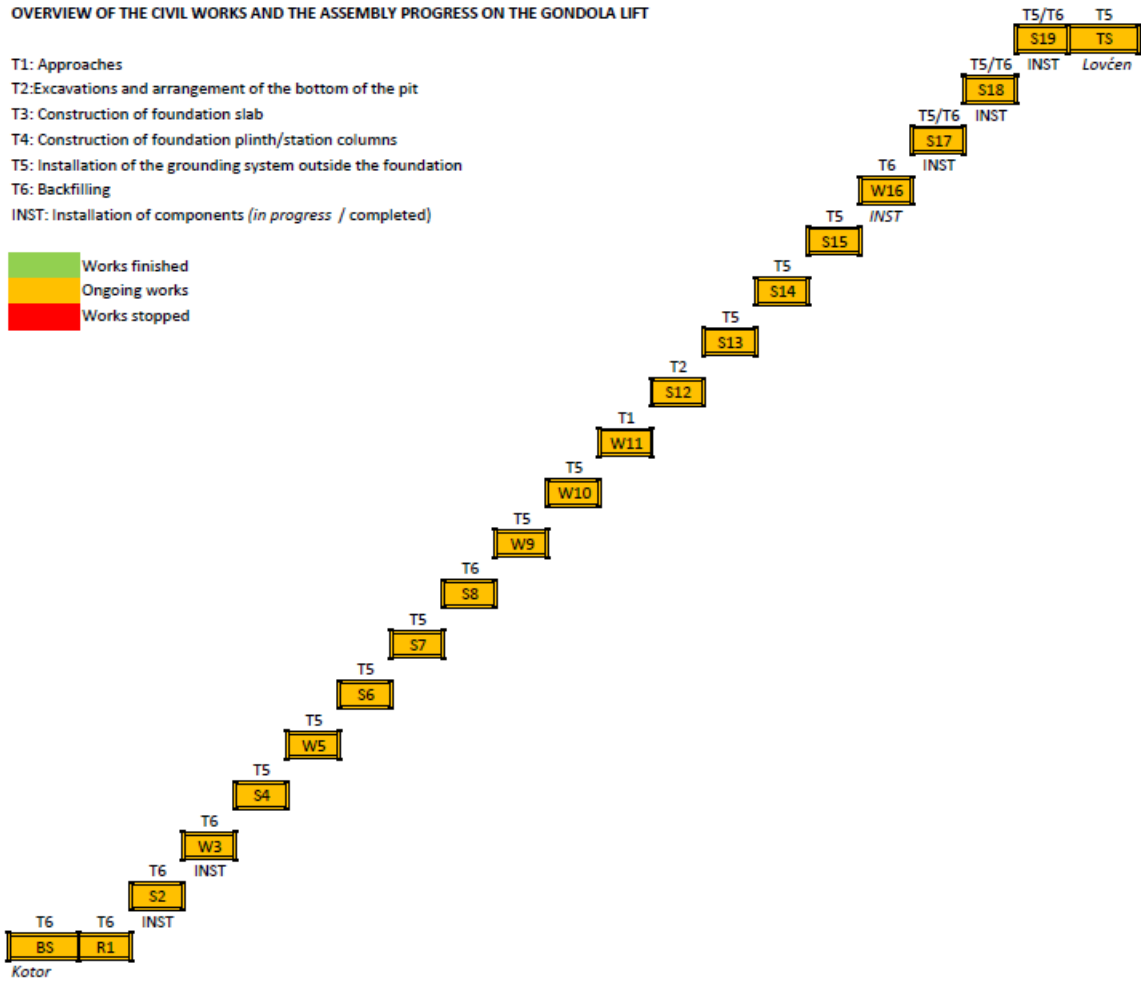 OVERVIEW OF THE CIVIL WORKS AND THE ASSEMBLY PROGRESS ON THE GONDOLA LIFT
T1: Approaches
T2:Excavations and arrangement of the bottom of the pit
T3: Construction of foundation slab
T4: Construction of foundation plinth/station columns
T5: Installation of the grounding system outside the foundation
T6: Backfilling
INST: Installation of components (in progress / completed)
Works finished
Ongoing works
Works stopped
T5/T6 T5
S19 TS
INST Lovćen
T5/T6
S18
INST
T5/T6
S17
INST
T6
W16
INST
T5
S15
T5
S14
T5
S13
T2
S12
T1
W11
T5
W10
T5
W9
T6
S8
T5
S7
T5
S6
T5
W5
T5
S4
T6
W3
INST
T6
S2
INST
T6 T6
BS R1
Kotor